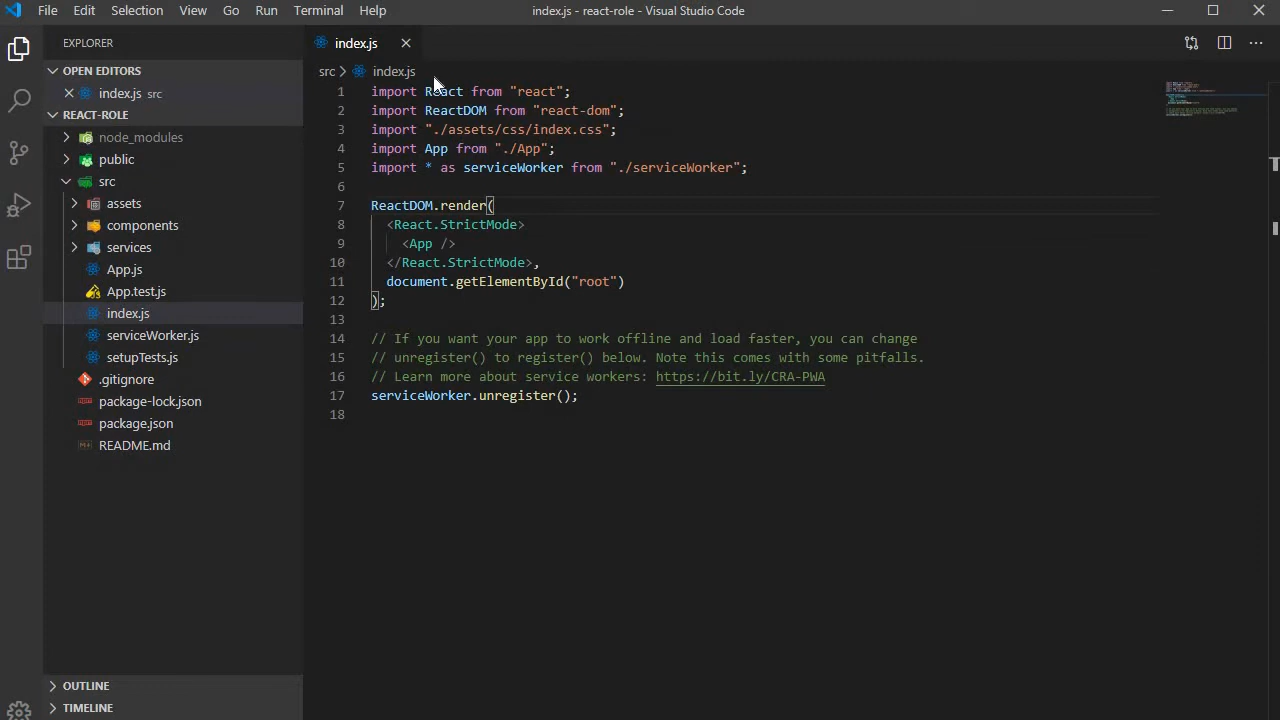 File Edit Selection View Go Run Terminal Help index.js - react-role - Visual Studio Code
EXPLORER
OPEN EDITORS
index.js src
REACT-ROLE
node_modules
public
src
assets
components
services
App.js
App.test.js
index.js
serviceWorker.js
setupTests.js
.gitignore
package-lock.json
package.json
README.md
OUTLINE
TIMELINE
index.js
src index.js
1 import React from "react";
2 import ReactDOM from "react-dom";
3 import "./assets/css/index.css";
4 import App from "./App";
5 import * as serviceWorker from "./serviceWorker";
6
7 ReactDOM.render(
8 <React.StrictMode>
9 <App />
10 </React.StrictMode>,
11 document.getElementById("root")
12 );
13
14 // If you want your app to work offline and load faster, you can change
15 // unregister() to register() below. Note this comes with some pitfalls.
16 // Learn more about service workers: https://bit.ly/CRA-PWA
17 serviceWorker.unregister();
18